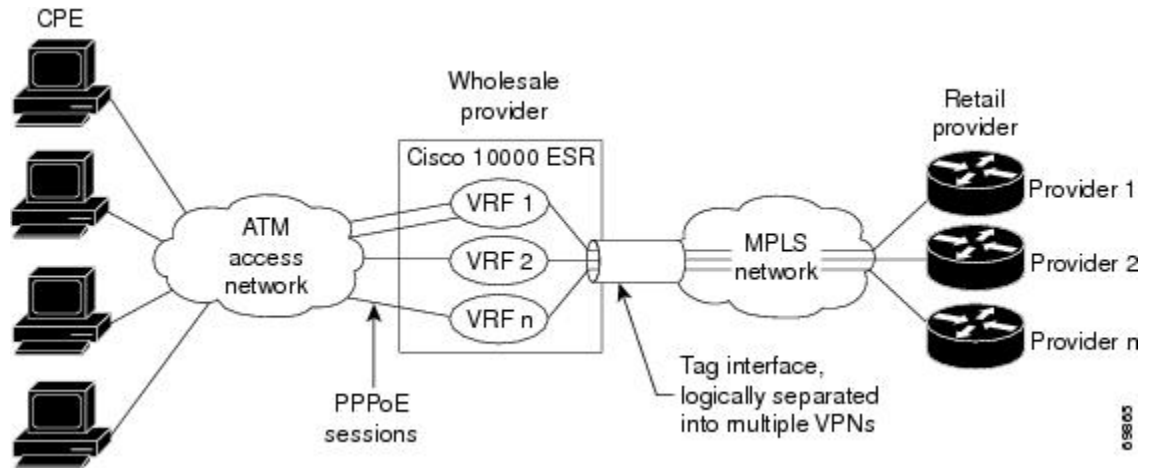 CPE
Wholesale
provider
Cisco 10000 ESR
VRF 1
VRF 2
VRF n
ATM
access
network
PPPoE
sessions
MPLS
network
Tag interface,
logically separated
into multiple VPNs
Retail
provider
Provider 1
Provider 2
Provider n
69865